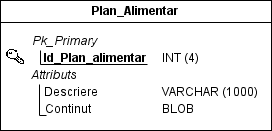 Plan_Alimentar
Pk_Primary
Id_Plan_alimentar INT (4)
Attributs
Descriere VARCHAR (1000)
Continut BLOB